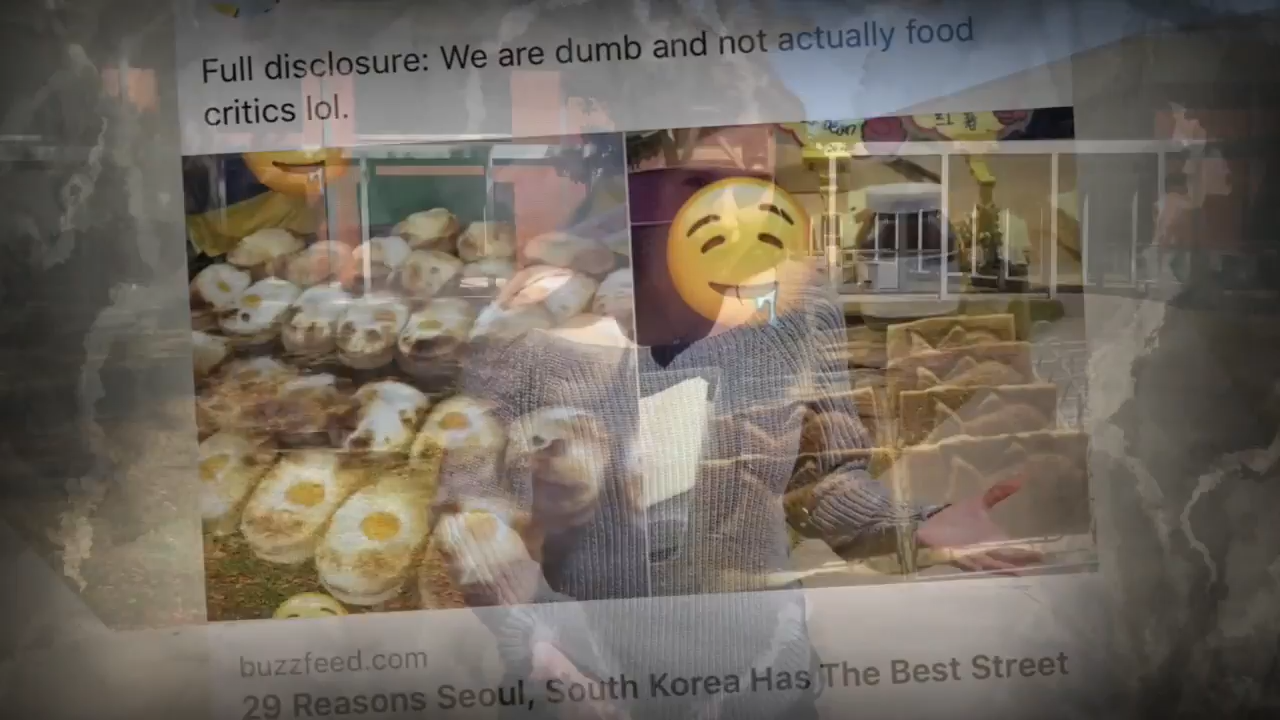 Full disclosure: We are dumb and not actually food
critics lol.
buzzfeed.com
29 Reasons Seoul, South Korea Has The Best Street